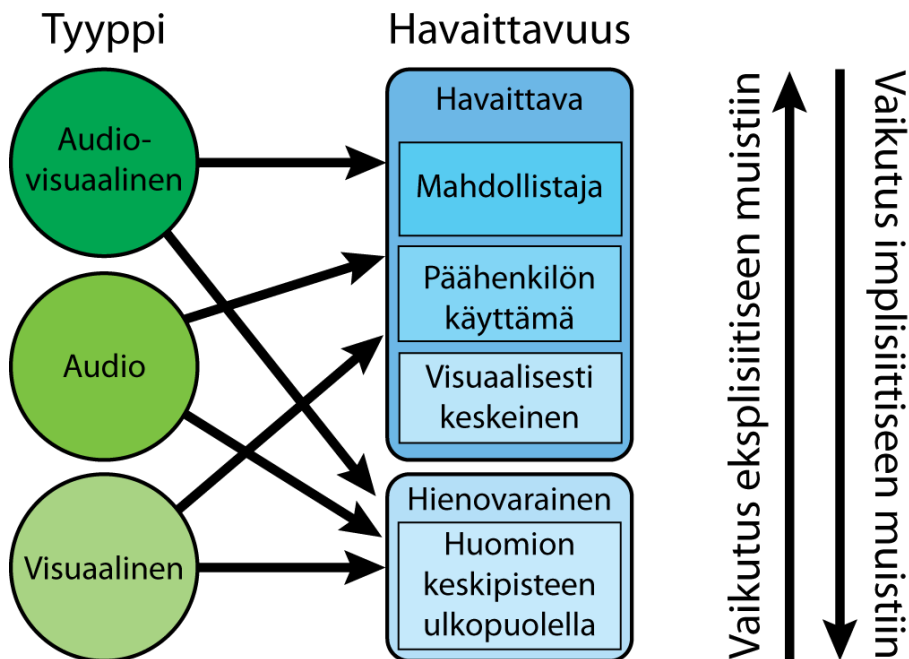 Tyyppi
Havaittavuus
Audio-
visuaalinen
Audio
Visuaalinen
Havaittava
Mahdollistaja
Päähenkilön
käyttämä
Visuaalisesti
keskeinen
Hienovarainen
Huomion
keskipisteen
ulkopuolella
Vaikutus eksplisiitiseen muistiin
Vaikutus implisiittiseen muistiin